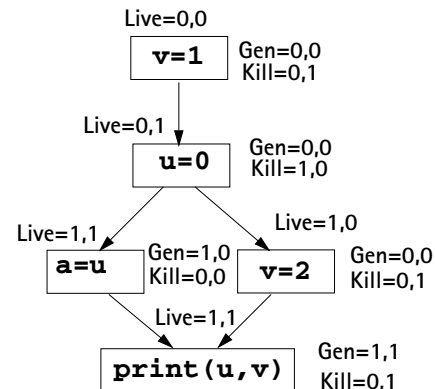 Live=0,0
v=1
Gen=0,0
Kill=0,1
Live=0,1
u=0
Gen=0,0
Kill=1,0
Live=1,1
Live=1,0
a=u
Gen=1,0
Kill=0,0
v=2
Gen=0,0
Kill=0,1
Live=1,1
print(u,v)
Gen=1,1
Kill=0,1